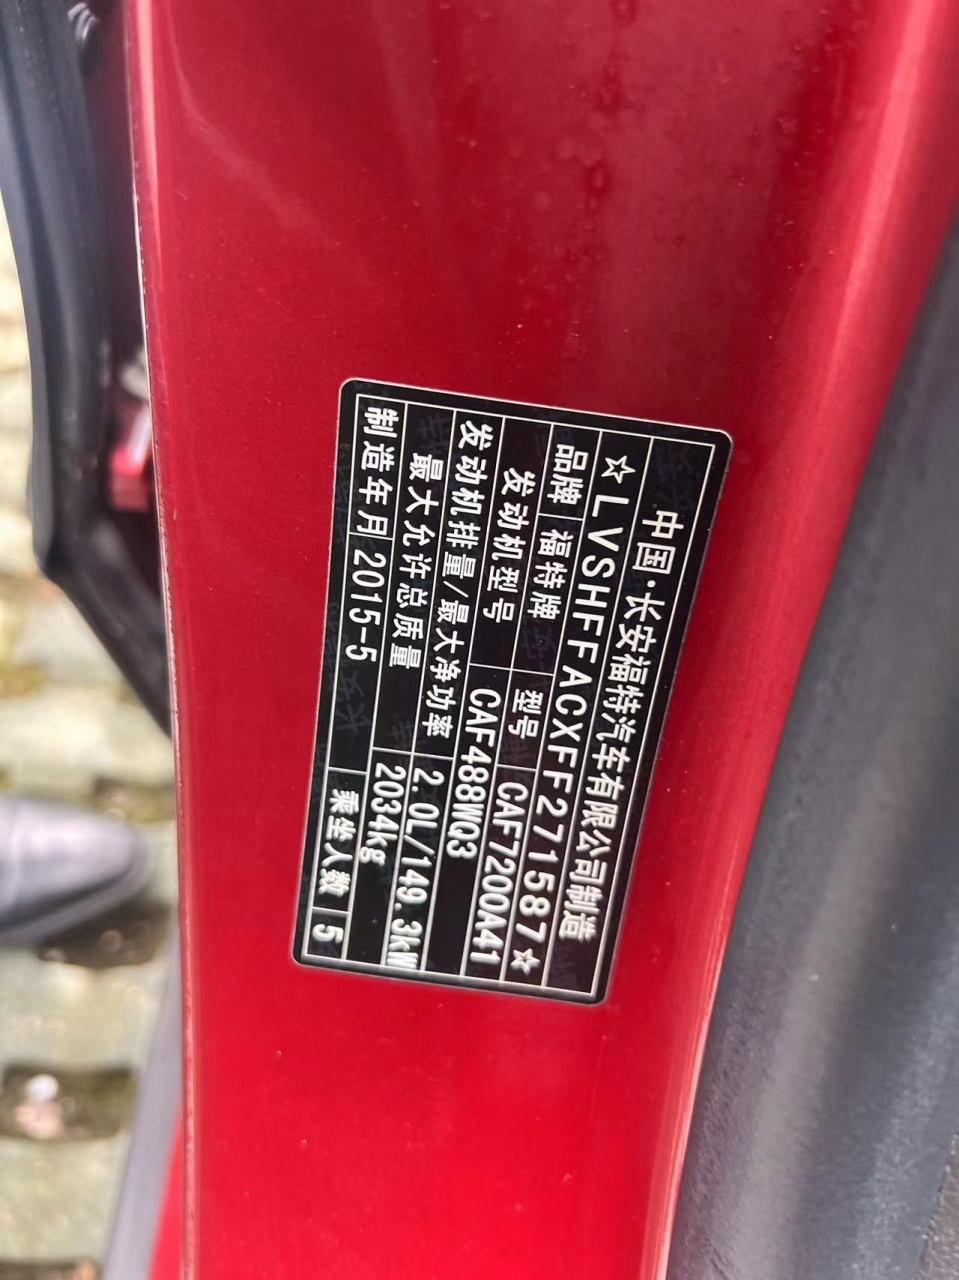 中国·长安福特汽车有限公司制造
☆LVSHFFACXFF271587☆
品牌 福特牌 型号 CAF7200A41
发动机型号 CAF488WQ3
发动机排量/最大净功率 2.0L/149.3kW
最大允许总质量 2034kg
制造年月 2015-5 乘坐人数 5